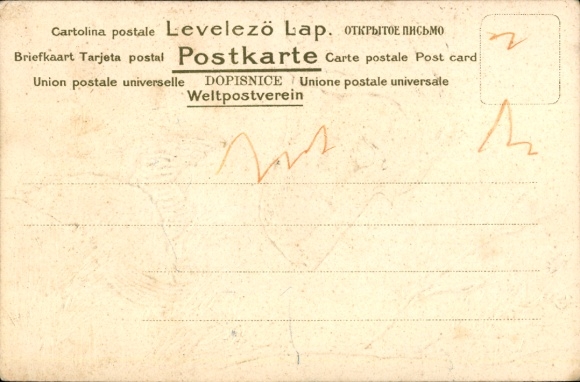 Cartolina postale Levelező Lap. ОТКРЫТОЕ ПИСЬМО
Briefkaart Tarjeta postal Postkarte Carte postale Post card
Union postale universelle DOPISNICE Unione postale universale
Weltpostverein